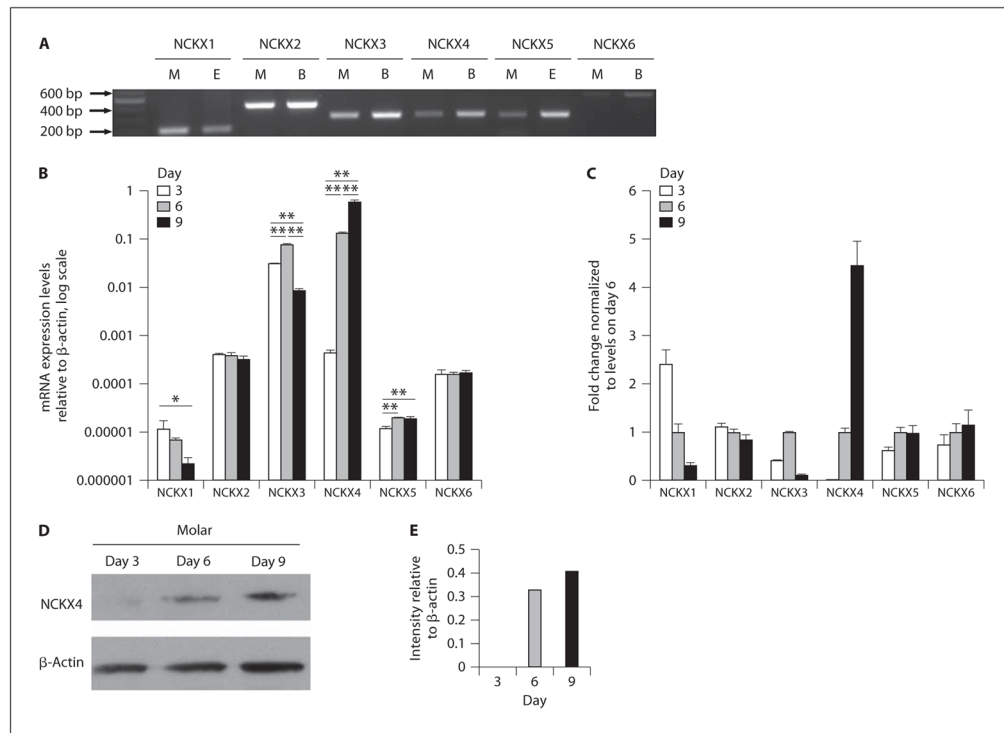 A
NCKX1 NCKX2 NCKX3 NCKX4 NCKX5 NCKX6
M E M B M B M B M E M B
600 bp
400 bp
200 bp
B
Day
3
6
9
mRNA expression levels
relative to β-actin, log scale
1
0.1
0.01
0.001
0.0001
0.00001
0.000001
*
**
** **
**
** **
**
**
NCKX1 NCKX2 NCKX3 NCKX4 NCKX5 NCKX6
C
Day
3
6
9
Fold change normalized
to levels on day 6
6
5
4
3
2
1
0
NCKX1 NCKX2 NCKX3 NCKX4 NCKX5 NCKX6
D
Molar
Day 3 Day 6 Day 9
NCKX4
β-Actin
E
Intensity relative
to β-actin
0.5
0.4
0.3
0.2
0.1
0
3 6 9
Day